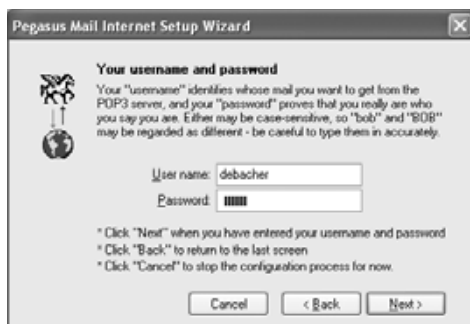 Pegasus Mail Internet Setup Wizard
Your username and password
Your "username" identifies whose mail you want to get from the
POP3 server, and your "password" proves that you really are who
you say you are. Either may be case-sensitive, so "bob" and "BOB"
may be regarded as different - be careful to type them in accurately.
User name: debacher
Password:
* Click "Next" when you have entered your username and password
* Click "Back" to return to the last screen
* Click "Cancel" to stop the configuration process for now.
Cancel < Back Next >